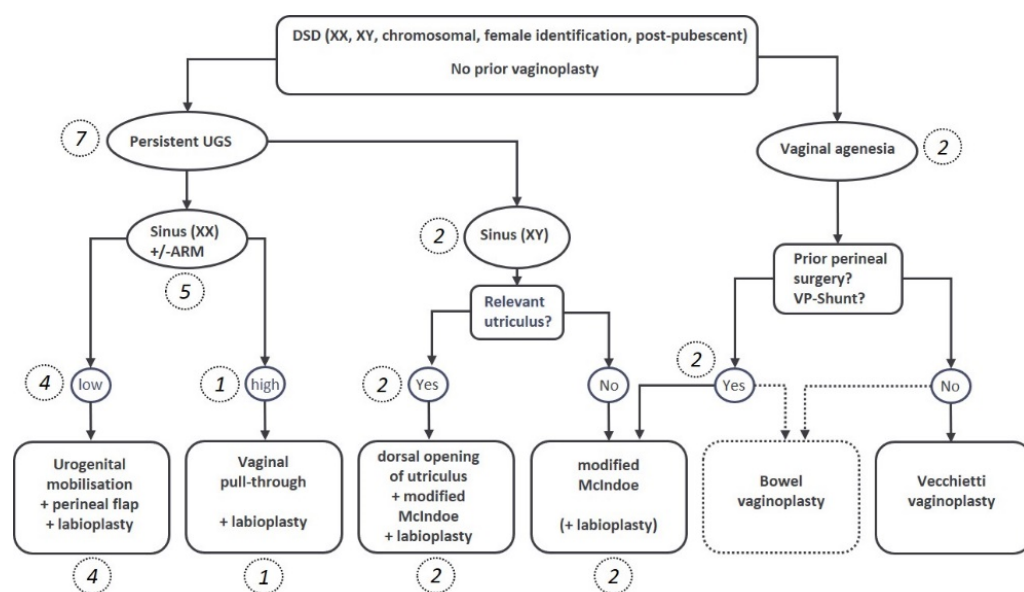 DSD (XX, XY, chromosomal, female identification, post-pubescent)
No prior vaginoplasty
7
Persistent UGS
Vaginal agenesia
2
Sinus (XX)
+/-ARM
5
2
Sinus (XY)
Prior perineal
surgery?
VP-Shunt?
Relevant
utriculus?
4
low
1
high
2
Yes
No
2
Yes
No
Urogenital
mobilisation
+ perineal flap
+ labioplasty
Vaginal
pull-through
+ labioplasty
dorsal opening
of utriculus
+ modified
McIndoe
+ labioplasty
modified
McIndoe
(+ labioplasty)
Bowel
vaginoplasty
Vecchietti
vaginoplasty
4
1
2
2